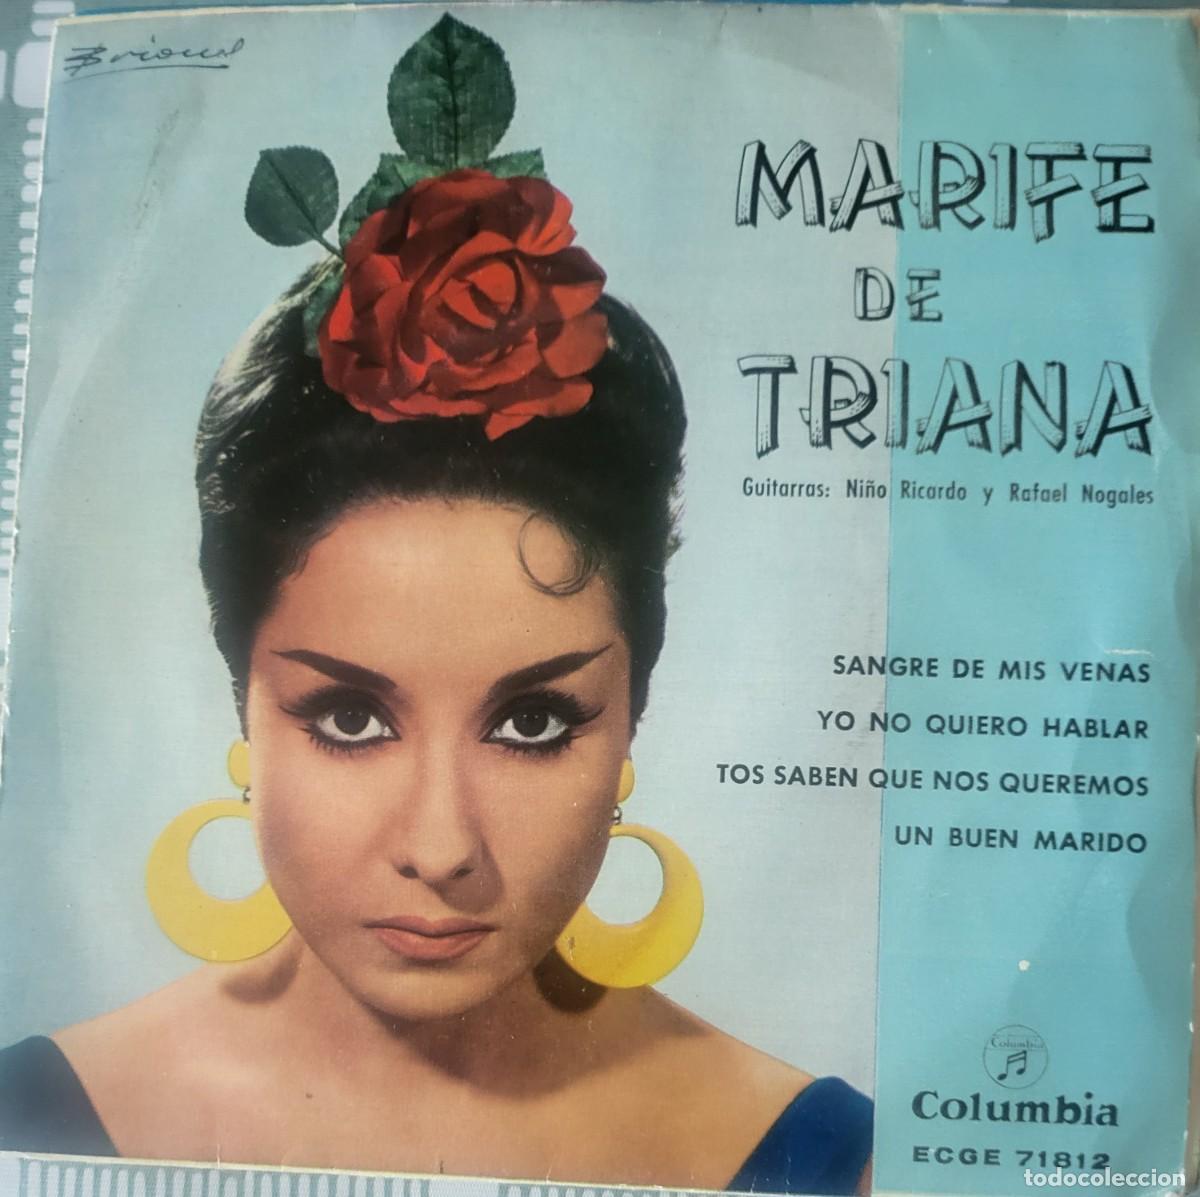 MARIFE
DE
TRIANA
Guitarras: Niño Ricardo y Rafael Nogales
SANGRE DE MIS VENAS
YO NO QUIERO HABLAR
TOS SABEN QUE NOS QUEREMOS
UN BUEN MARIDO
Columbia
Columbia
ECGE 71812
todocoleccion